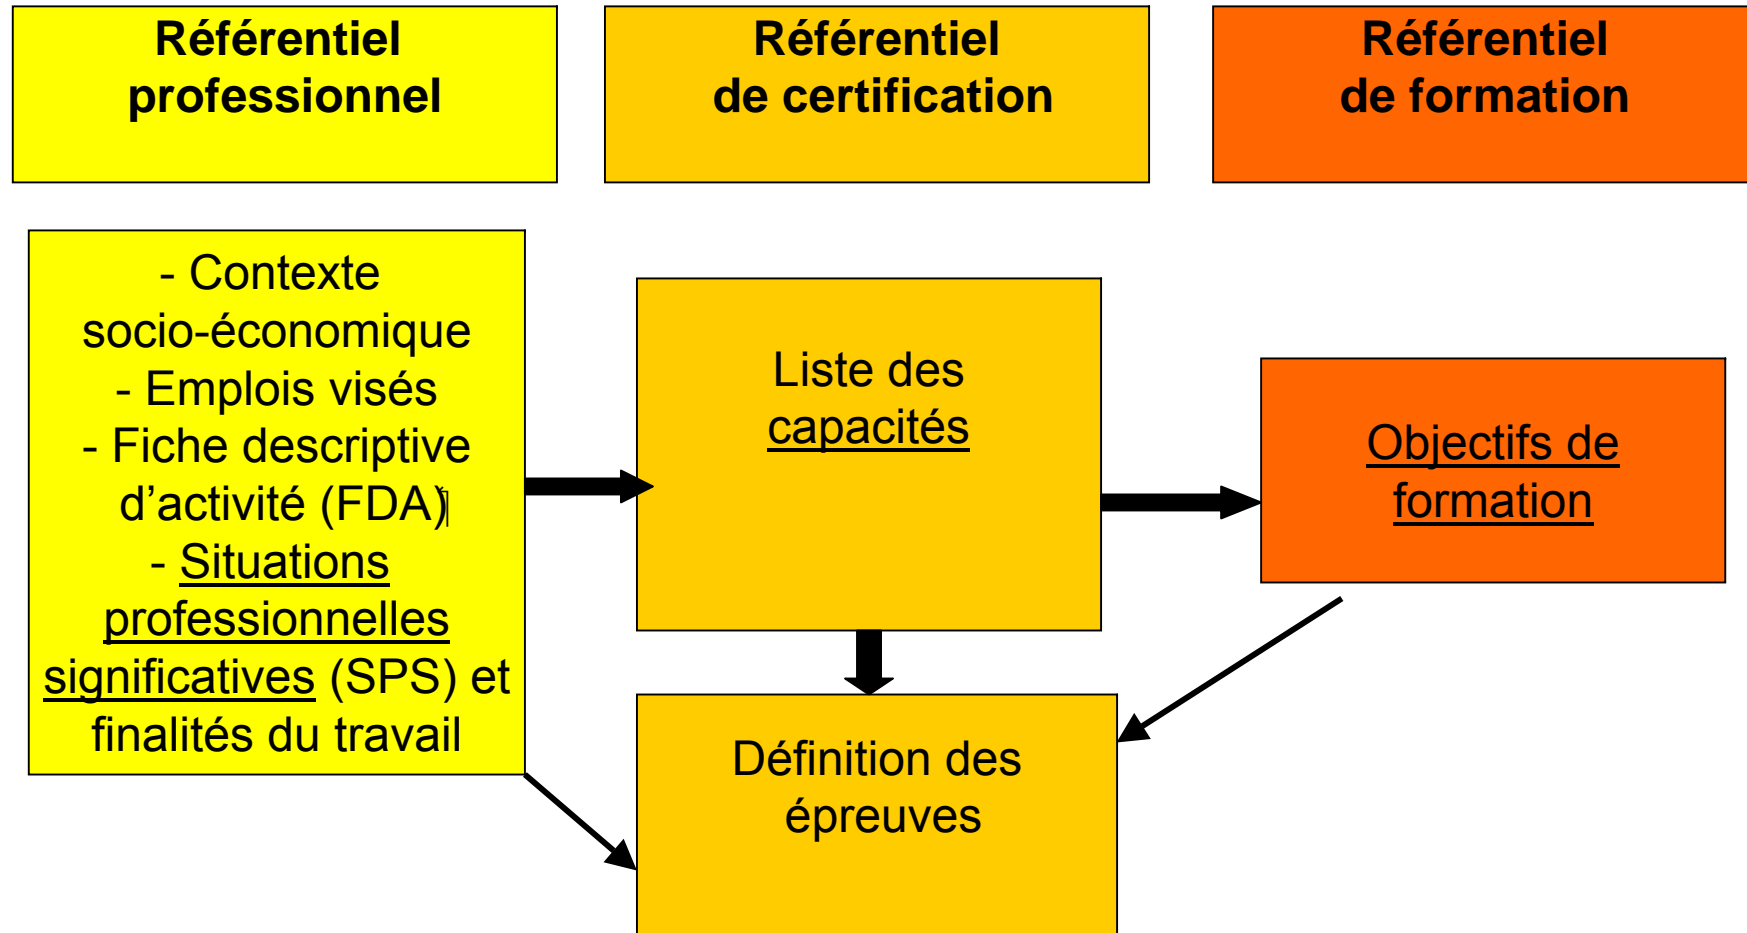 Référentiel
professionnel
Référentiel
de certification
Référentiel
de formation
- Contexte
socio-économique
- Emplois visés
- Fiche descriptive
d’activité (FDA)
- Situations
professionnelles
significatives (SPS) et
finalités du travail
Liste des
capacités
Définition des
épreuves
Objectifs de
formation